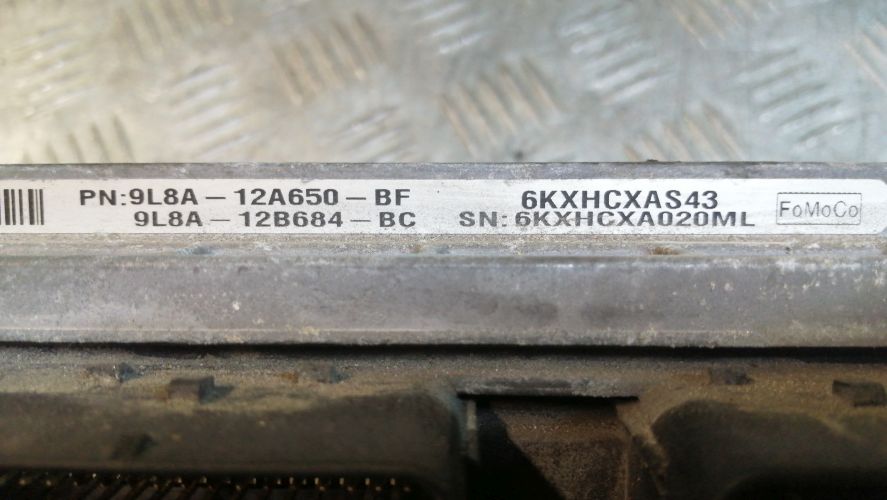 PN:9L8A-12A650-BF 6KXHCXAS43
9L8A-12B684-BC SN:6KXHCXA020ML
FoMoCo